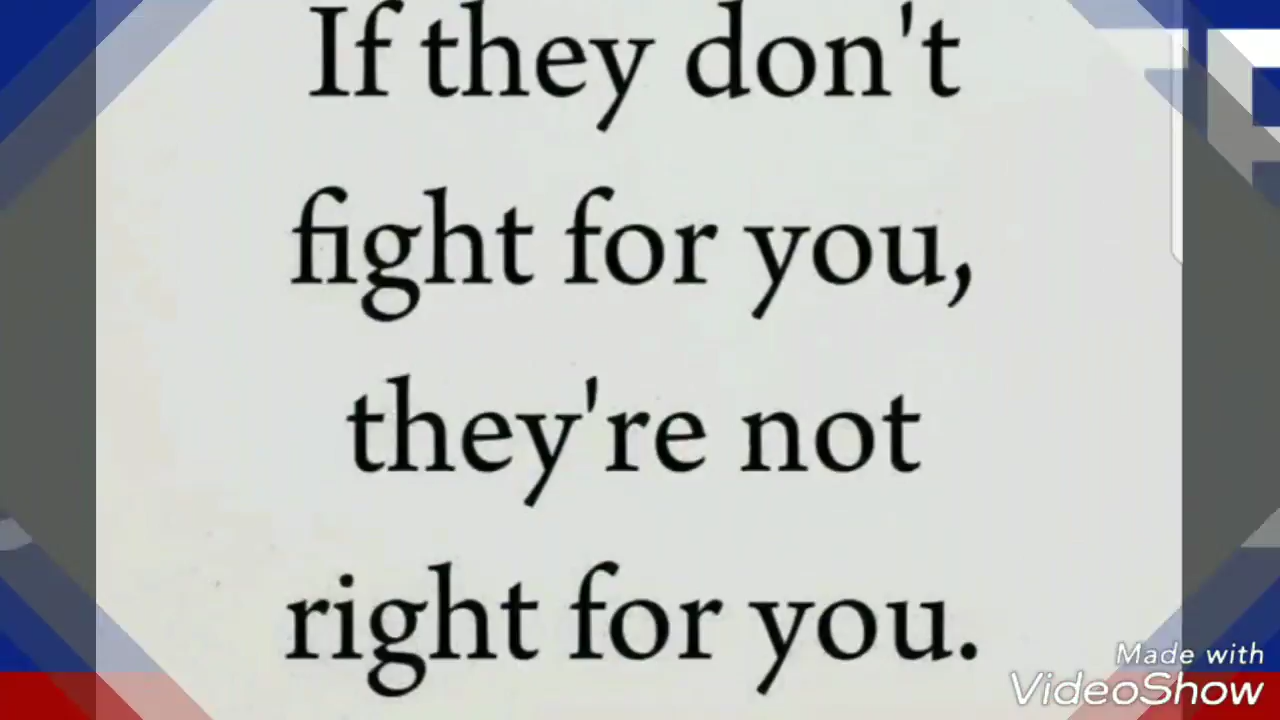 If they don't
fight for you,
they're not
right for you.
Made with
VideoShow